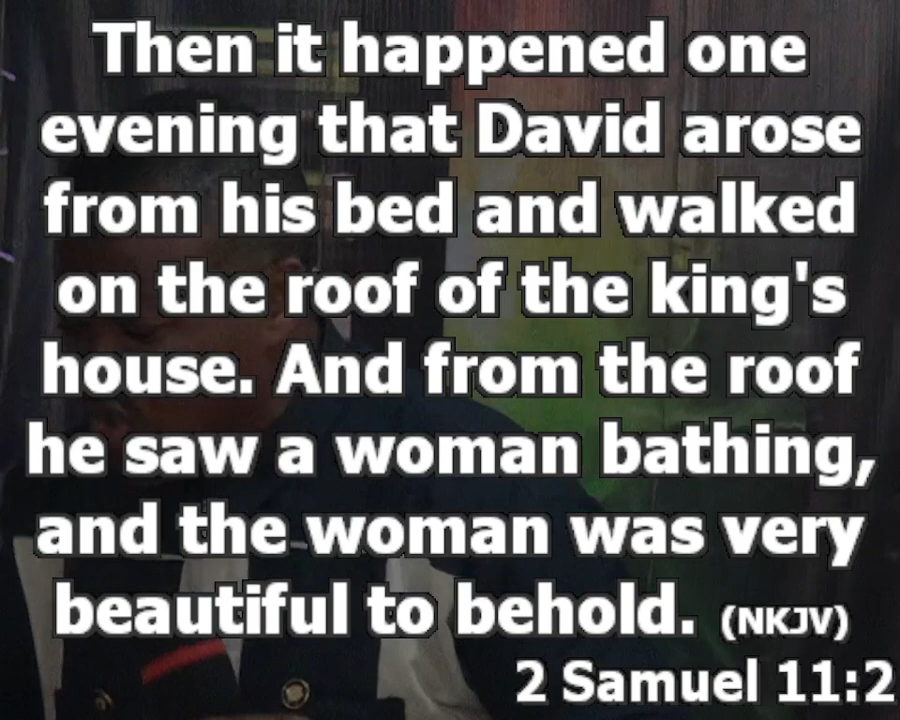 Then it happened one
evening that David arose
from his bed and walked
on the roof of the king's
house. And from the roof
he saw a woman bathing,
and the woman was very
beautiful to behold. (NKJV)
2 Samuel 11:2